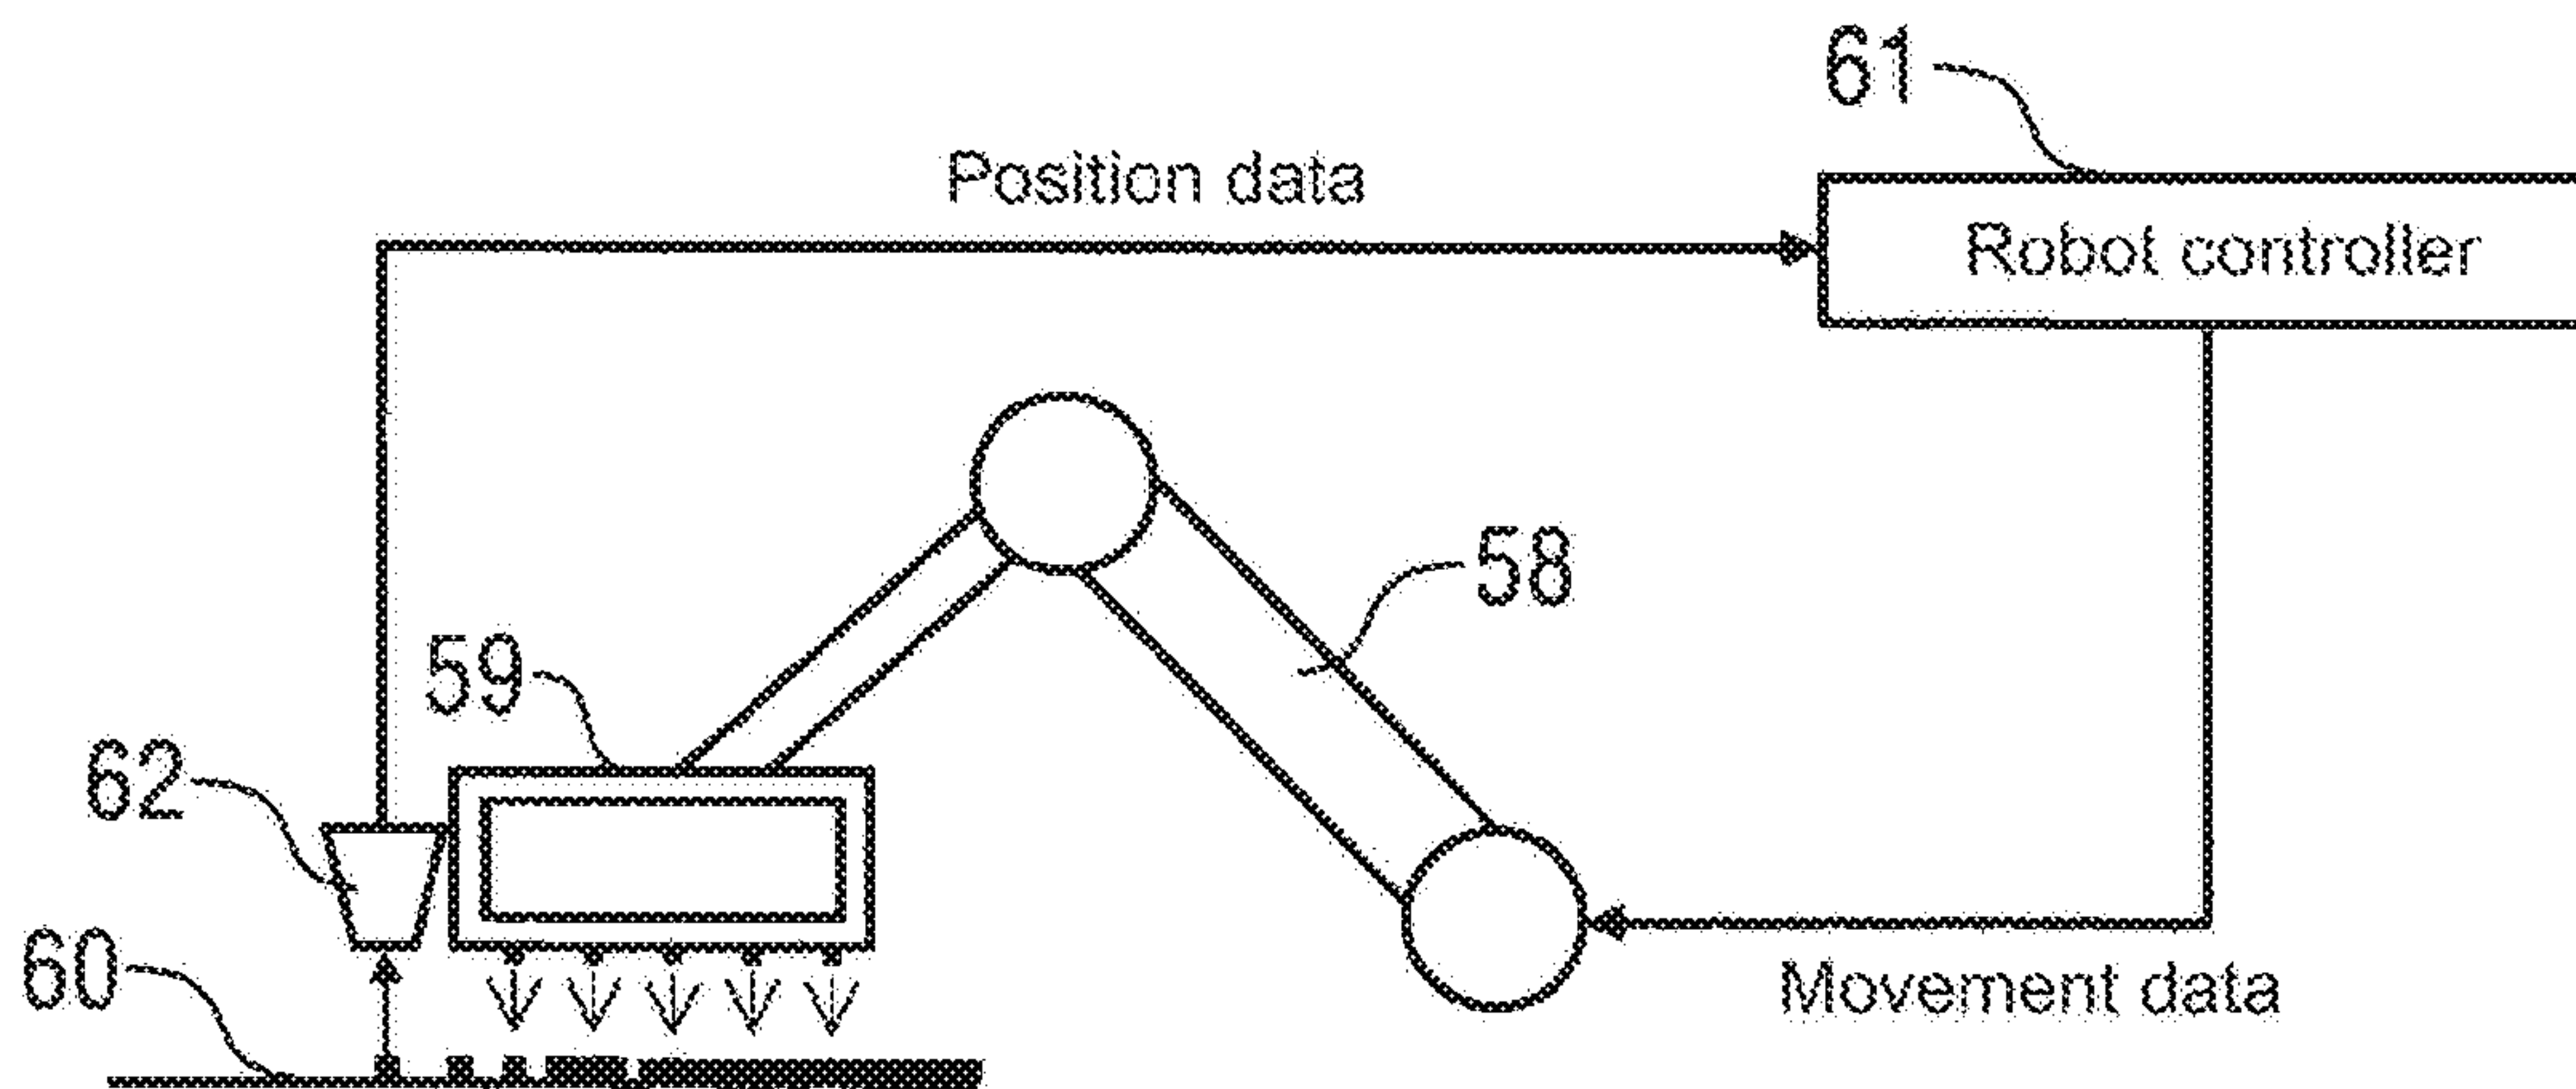 61
Position data
Robot controller
58
59
62
60
Movement data